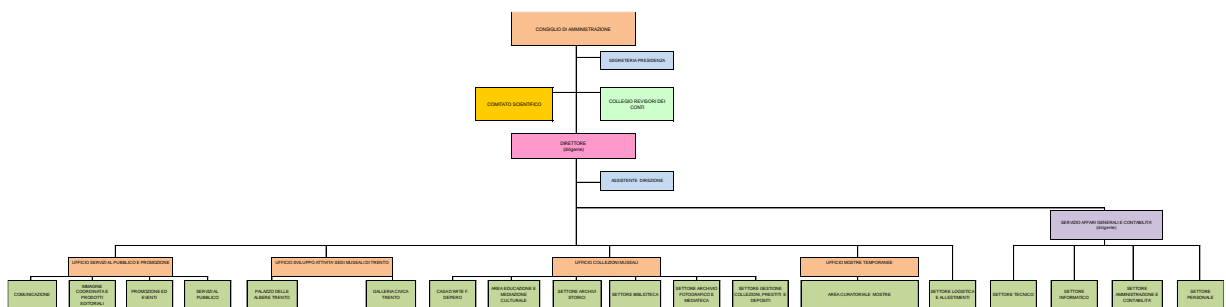 CONSIGLIO DI AMMINISTRAZIONE
SEGRETERIA PRESIDENZA
COMITATO SCIENTIFICO
COLLEGIO REVISORI DEI
CONTI
DIRETTORE
(dirigente)
ASSISTENTE DIREZIONE
SERVIZIO AFFARI GENERALI E CONTABILITA'
(dirigente)
UFFICIO SERVIZI AL PUBBLICO E PROMOZIONE
UFFICIO SVILUPPO ATTIVITA' SEDI MUSEALI DI TRENTO
UFFICIO COLLEZIONI MUSEALI
UFFICIO MOSTRE TEMPORANEE
COMUNICAZIONE
IMMAGINE
COORDINATA E
PRODOTTI
EDITORIALI
PROMOZIONE ED
EVENTI
SERVIZI AL
PUBBLICO
PALAZZO DELLE
ALBERE TRENTO
GALLERIA CIVICA
TRENTO
CASA D'ARTE F.
DEPERO
AREA EDUCAZIONE E
MEDIAZIONE
CULTURALE
SETTORE ARCHIVI
STORICI
SETTORE BIBLIOTECA
SETTORE ARCHIVIO
FOTOGRAFICO E
MEDIATECA
SETTORE GESTIONE
COLLEZIONI, PRESTITI E
DEPOSITI
AREA CURATORIALE MOSTRE
SETTORE LOGISTICA
E ALLESTIMENTI
SETTORE TECNICO
SETTORE
INFORMATICO
SETTORE
AMMINISTRAZIONE E
CONTABILITA'
SETTORE
PERSONALE